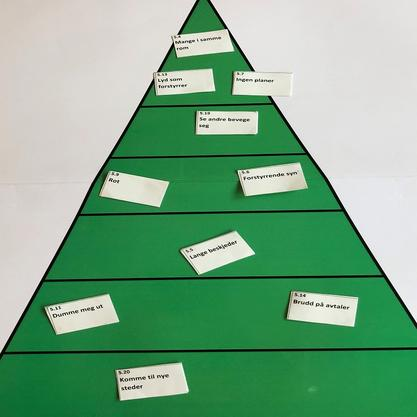 5.4
Mange i samme
rom
5.13
Lyd som
forstyrrer
5.7
Ingen planer
5.10
Se andre bevege
seg
5.9
Rot
5.6
Forstyrrende syn
5.5
Lange beskjeder
5.11
Dumme meg ut
5.14
Brudd på avtaler
5.20
Komme til nye
steder